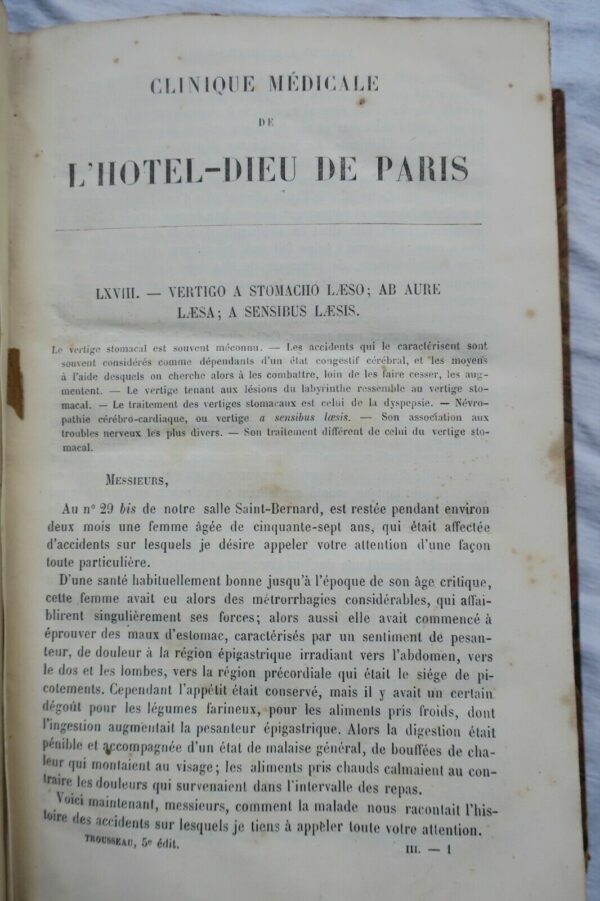 CLINIQUE MÉDICALE
DE
L'HOTEL-DIEU DE PARIS
LXVIII. — VERTIGO A STOMACHO LÆSO; AB AURE
LÆSA; A SENSIBUS LÆSIS.
Le vertige stomacal est souvent méconnu. — Les accidents qui le caractérisent sont
souvent considérés comme dépendants d'un état congestif cérébral, et les moyens
à l'aide desquels on cherche alors à les combattre, loin de les faire cesser, les aug-
mentent. — Le vertige tenant aux lésions du labyrinthe ressemble au vertige sto-
macal. — Le traitement des vertiges stomacaux est celui de la dyspepsie. — Névro-
pathie cérébro-cardiaque, ou vertige a sensibus læsis. — Son association aux
troubles nerveux les plus divers. — Son traitement différent de celui du vertige sto-
macal.
MESSIEURS,
Au n° 29 bis de notre salle Saint-Bernard, est restée pendant environ
deux mois une femme âgée de cinquante-sept ans, qui était affectée
d'accidents sur lesquels je désire appeler votre attention d'une façon
toute particulière.
D'une santé habituellement bonne jusqu'à l'époque de son âge critique,
cette femme avait eu alors des métrorrhagies considérables, qui affai-
blirent singulièrement ses forces; alors aussi elle avait commencé à
éprouver des maux d'estomac, caractérisés par un sentiment de pesan-
teur, de douleur à la région épigastrique irradiant vers l'abdomen, vers
le dos et les lombes, vers la région précordiale qui était le siége de pi-
cotements. Cependant l'appétit était conservé, mais il y avait un certain
dégoût pour les légumes farineux, pour les aliments pris froids, dont
l'ingestion augmentait la pesanteur épigastrique. Alors la digestion était
pénible et accompagnée d'un état de malaise général, de bouffées de cha-
leur qui montaient au visage; les aliments pris chauds calmaient au con-
traire les douleurs qui survenaient dans l'intervalle des repas.
Voici maintenant, messieurs, comment la malade nous racontait l'his-
toire des accidents sur lesquels je tiens à appeler toute votre attention.
TROUSSEAU, 5e édit.
III. — 1